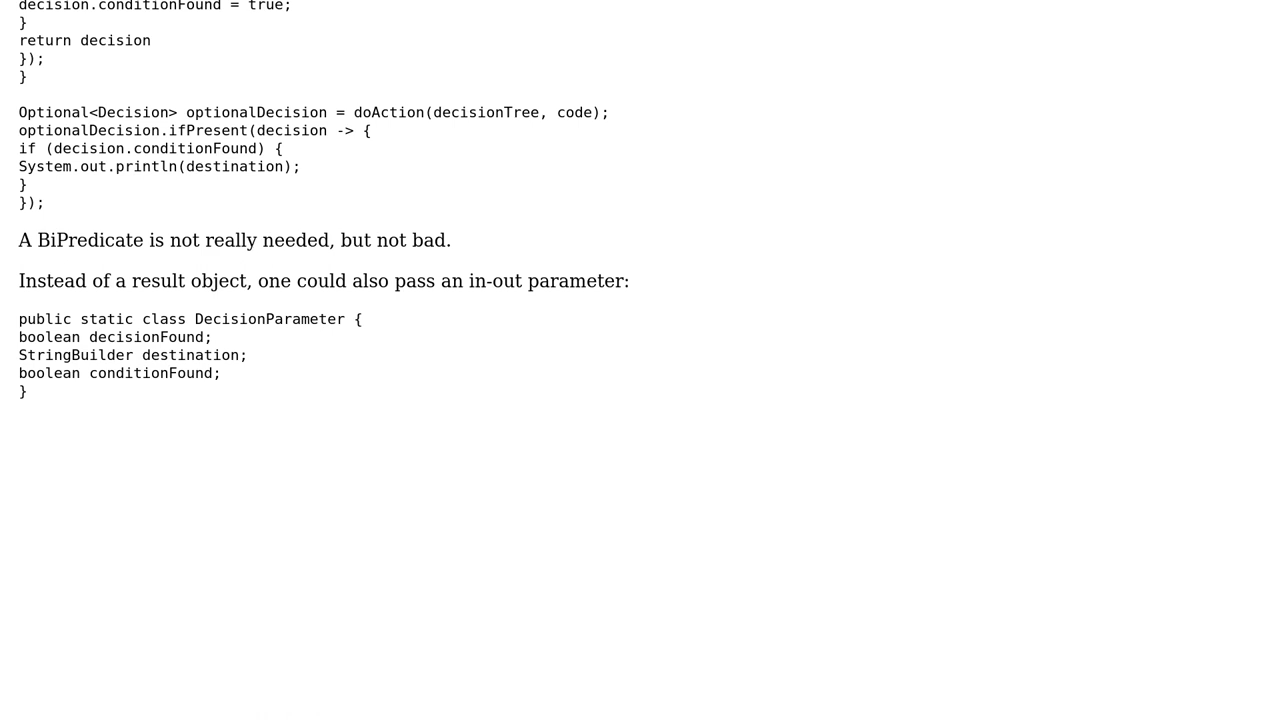 decision.conditionFound = true;
}
return decision
});
}
Optional<Decision> optionalDecision = doAction(decisionTree, code);
optionalDecision.ifPresent(decision -> {
if (decision.conditionFound) {
System.out.println(destination);
}
});
A BiPredicate is not really needed, but not bad.
Instead of a result object, one could also pass an in-out parameter:
public static class DecisionParameter {
boolean decisionFound;
StringBuilder destination;
boolean conditionFound;
}